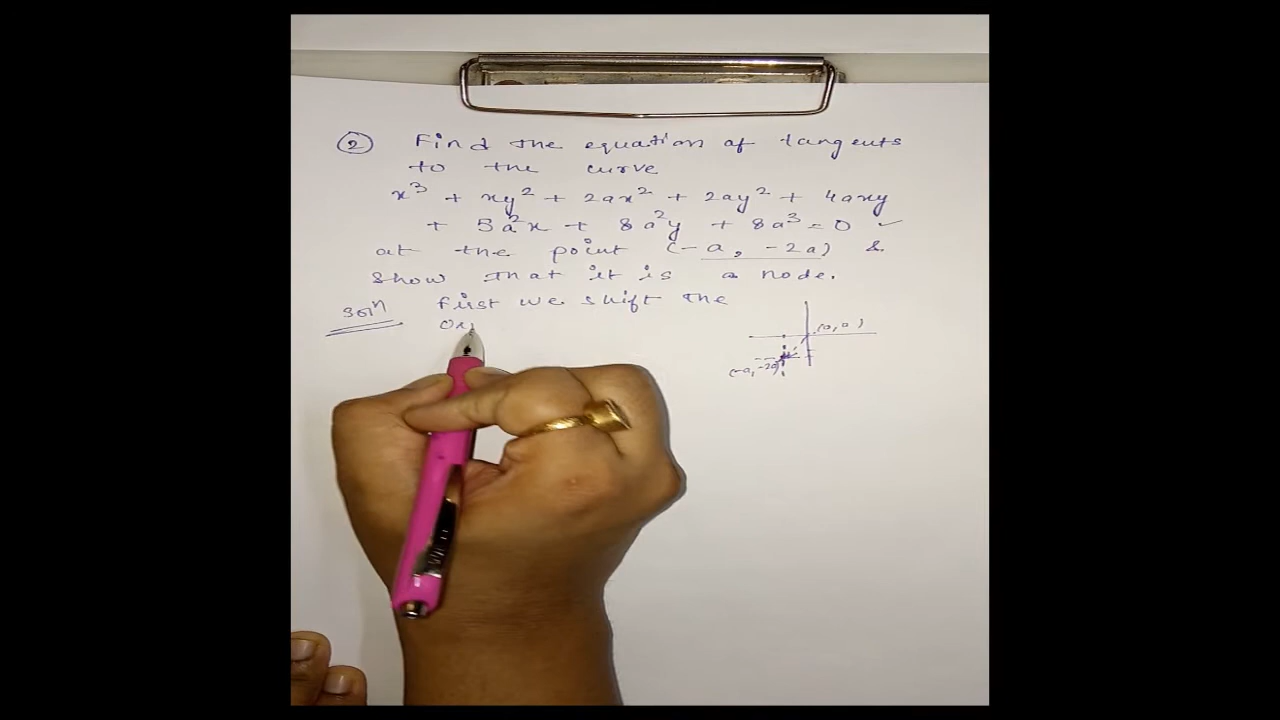 ② Find the equation of tangents
to the curve
x³ + xy² + 2ax² + 2ay² + 4axy
+ 5a²x + 8a²y + 8a³ = 0 ✓
at the point (-a, -2a) &
show that it is a node.
Solⁿ First we shift the
Ori
(0, 0)
(-a, -2a)